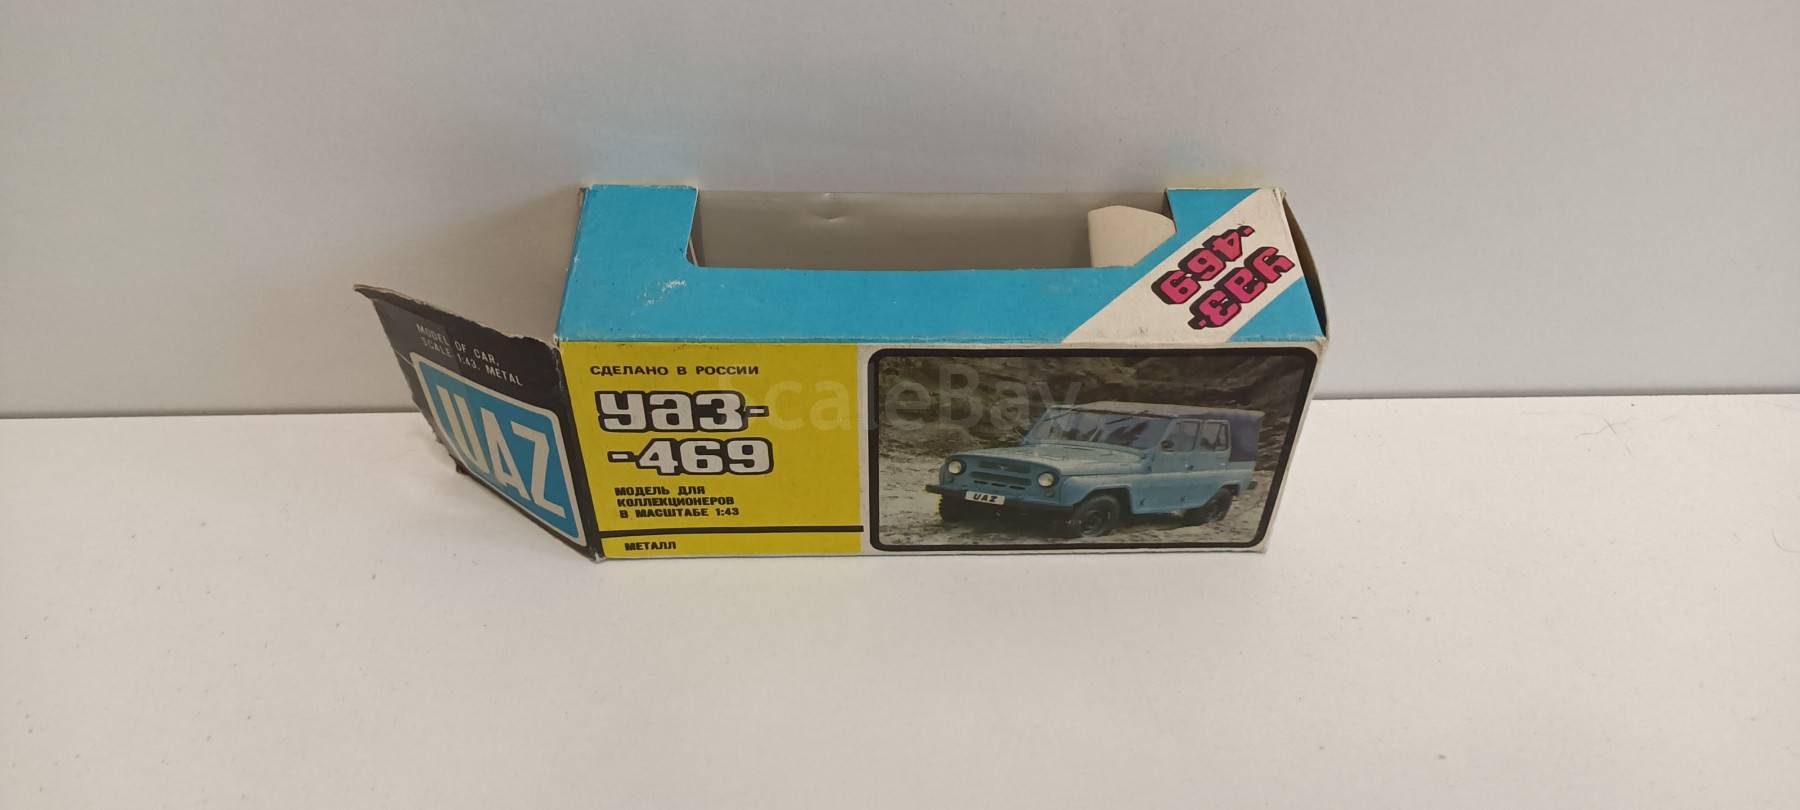 MODEL OF CAR,
SCALE 1:43, METAL
UAZ
СДЕЛАНО В РОССИИ
УАЗ-
-469
МОДЕЛЬ ДЛЯ
КОЛЛЕКЦИОНЕРОВ
В МАСШТАБЕ 1:43
МЕТАЛЛ
УАЗ-
-469
UAZ
ScaleBay